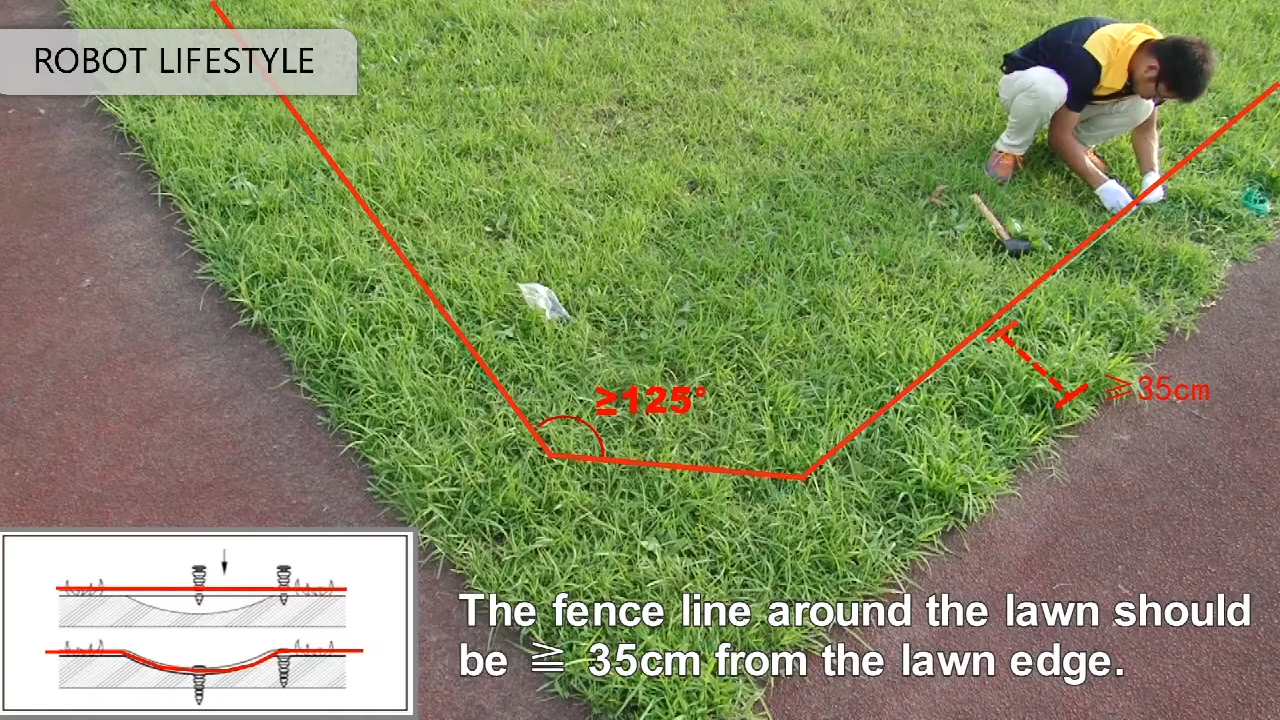 ROBOT LIFESTYLE
≥125°
≥35cm
The fence line around the lawn should
be ≧ 35cm from the lawn edge.